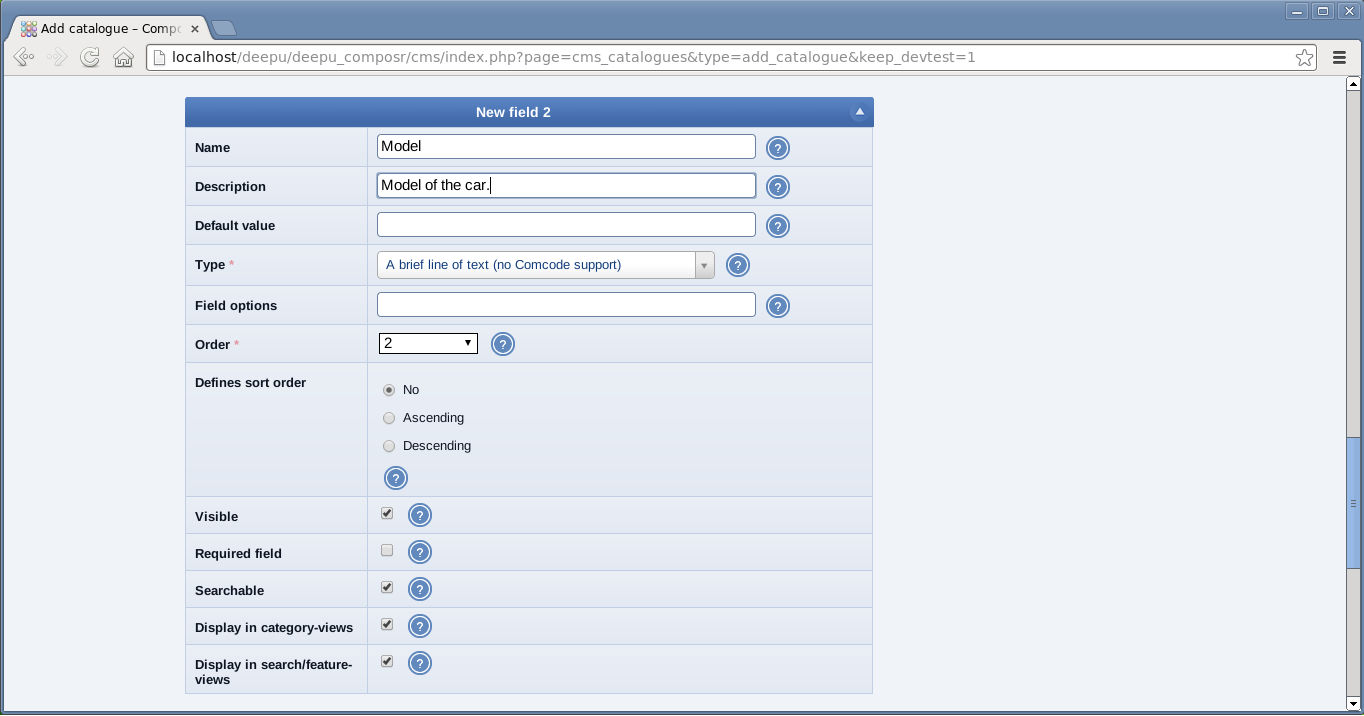 Add catalogue – Compo
localhost/deepu/deepu_composr/cms/index.php?page=cms_catalogues&type=add_catalogue&keep_devtest=1
New field 2
Name
Model
?
Description
Model of the car.
?
Default value
?
Type *
A brief line of text (no Comcode support)
?
Field options
?
Order *
2
?
Defines sort order
No
Ascending
Descending
?
Visible
?
Required field
?
Searchable
?
Display in category-views
?
Display in search/feature-
views
?